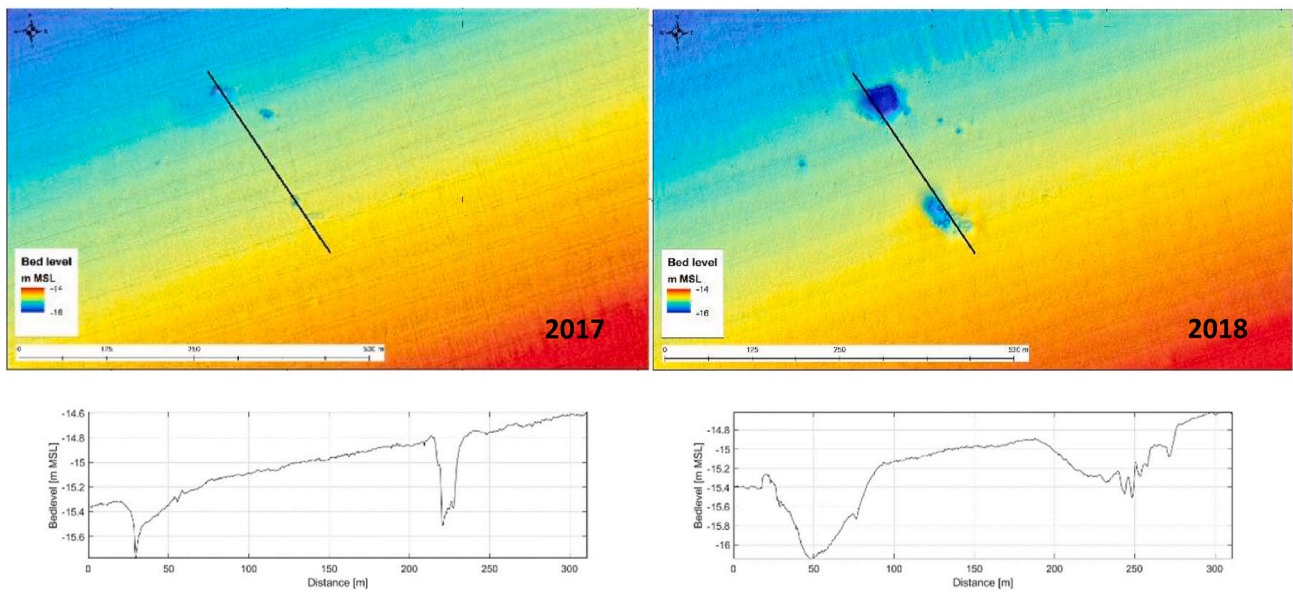 Bed level
m MSL
-14
-16
2017
0 125 250 500 m
Bed level
m MSL
-14
-16
2018
0 125 250 500 m
-14.6
-14.8
-15
-15.2
-15.4
-15.6
Bedlevel [m MSL]
0 50 100 150 200 250 300
Distance [m]
-14.8
-15
-15.2
-15.4
-15.6
-15.8
-16
Bedlevel [m MSL]
0 50 100 150 200 250 300
Distance [m]